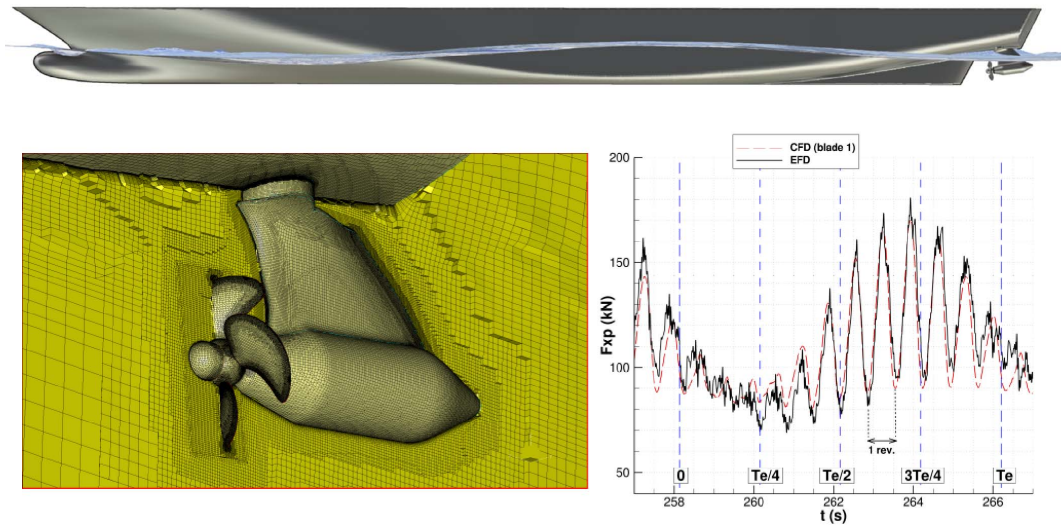 CFD (blade 1)
EFD
200
150
100
50
Fxp (kN)
1 rev.
0
Te/4
Te/2
3Te/4
Te
258
260
262
264
266
t (s)